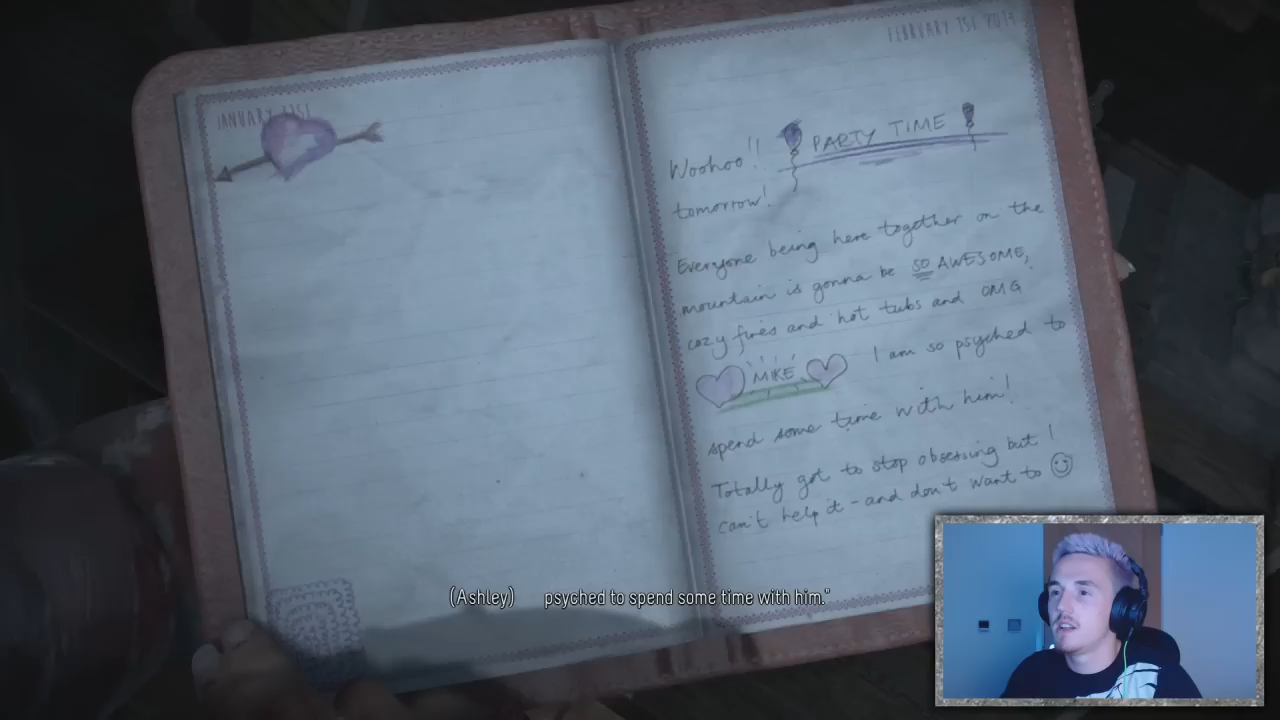 JANUARY 31ST
FEBRUARY 1ST 2014
Woohoo!! PARTY TIME
tomorrow!
Everyone being here together on the
mountain is gonna be SO AWESOME,
cozy fires and hot tubs and OMG
MIKE I am so psyched to
spend some time with him!
Totally got to stop obsessing but I
can't help it - and don't want to
(Ashley) psyched to spend some time with him."